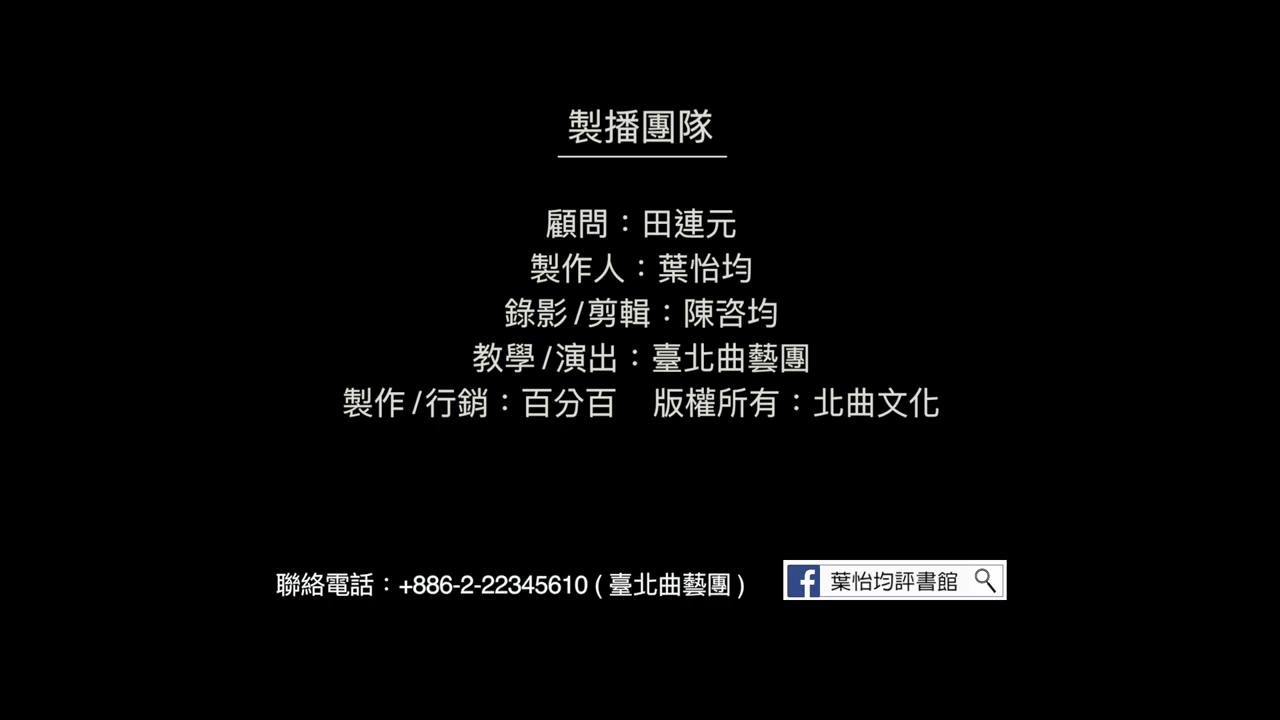 製播團隊
顧問：田連元
製作人：葉怡均
錄影/剪輯：陳咨均
教學/演出：臺北曲藝團
製作/行銷：百分百　版權所有：北曲文化
聯絡電話：+886-2-22345610 ( 臺北曲藝團 )
f 葉怡均評書館